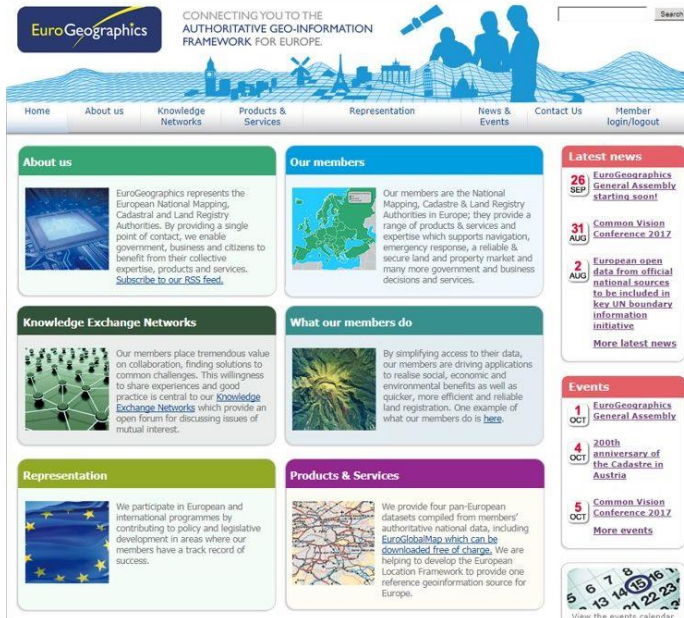 EuroGeographics
CONNECTING YOU TO THE
AUTHORITATIVE GEO-INFORMATION
FRAMEWORK FOR EUROPE.
Search
Home
About us
Knowledge
Networks
Products &
Services
Representation
News &
Events
Contact Us
Member
login/logout
About us
EuroGeographics represents the
European National Mapping,
Cadastral and Land Registry
Authorities. By providing a single
point of contact, we enable
government, business and citizens to
benefit from their collective
expertise, products and services.
Subscribe to our RSS feed.
Our members
Our members are the National
Mapping, Cadastre & Land Registry
Authorities in Europe; they provide a
range of products & services and
expertise which supports navigation,
emergency response, a reliable &
secure land and property market and
many more government and business
decisions and services.
Knowledge Exchange Networks
Our members place tremendous value
on collaboration, finding solutions to
common challenges. This willingness
to share experiences and good
practice is central to our Knowledge
Exchange Networks which provide an
open forum for discussing issues of
mutual interest.
What our members do
By simplifying access to their data,
our members are driving applications
to realise social, economic and
environmental benefits as well as
quicker, more efficient and reliable
land registration. One example of
what our members do is here.
Representation
We participate in European and
international programmes by
contributing to policy and legislative
development in areas where our
members have a track record of
success.
Products & Services
We provide four pan-European
datasets compiled from members'
authoritative national data, including
EuroGlobalMap which can be
downloaded free of charge. We are
helping to develop the European
Location Framework to provide one
reference geoinformation source for
Europe.
Latest news
26
SEP
EuroGeographics
General Assembly
starting soon!
31
AUG
Common Vision
Conference 2017
2
AUG
European open
data from official
national sources
to be included in
key UN boundary
information
initiative
More latest news
Events
1
OCT
EuroGeographics
General Assembly
4
OCT
200th
anniversary of
the Cadastre in
Austria
5
OCT
Common Vision
Conference 2017
More events
6 7 8
5 14 15 16
13 21 22 23
View the events calendar